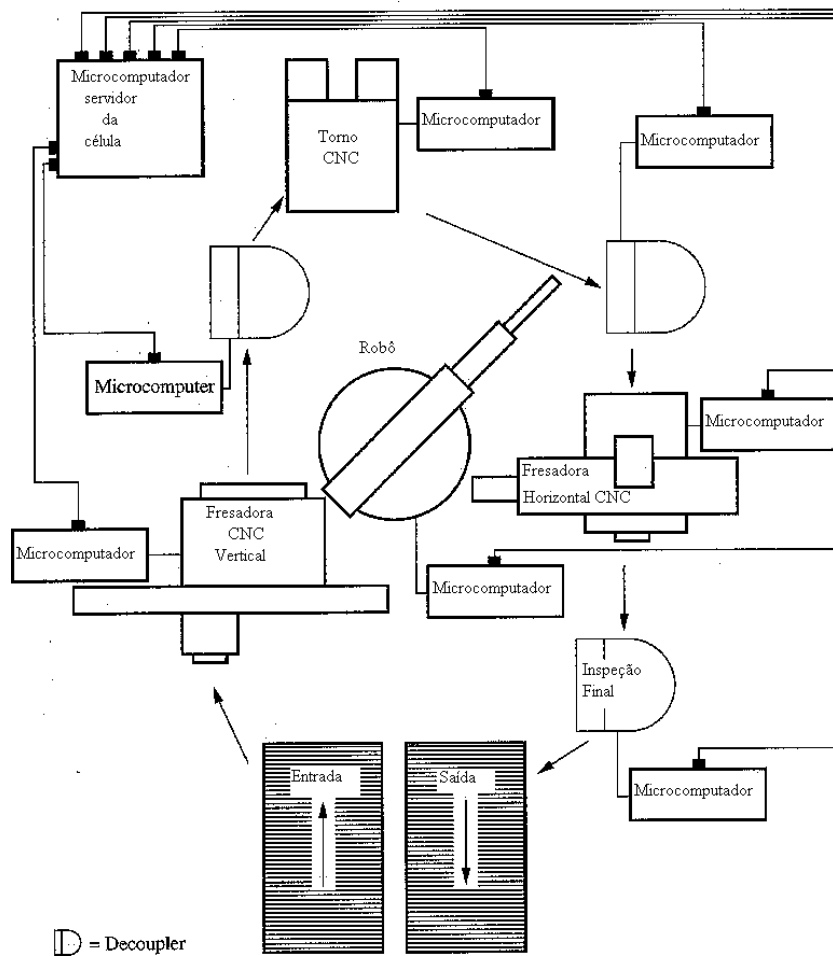 Microcomputador
servidor
da
célula
Torno
CNC
Microcomputador
Microcomputador
Robô
Microcomputer
Microcomputador
Fresadora
Horizontal CNC
Fresadora
CNC
Vertical
Microcomputador
Microcomputador
Inspeção
Final
Entrada
Saída
Microcomputador
= Decoupler